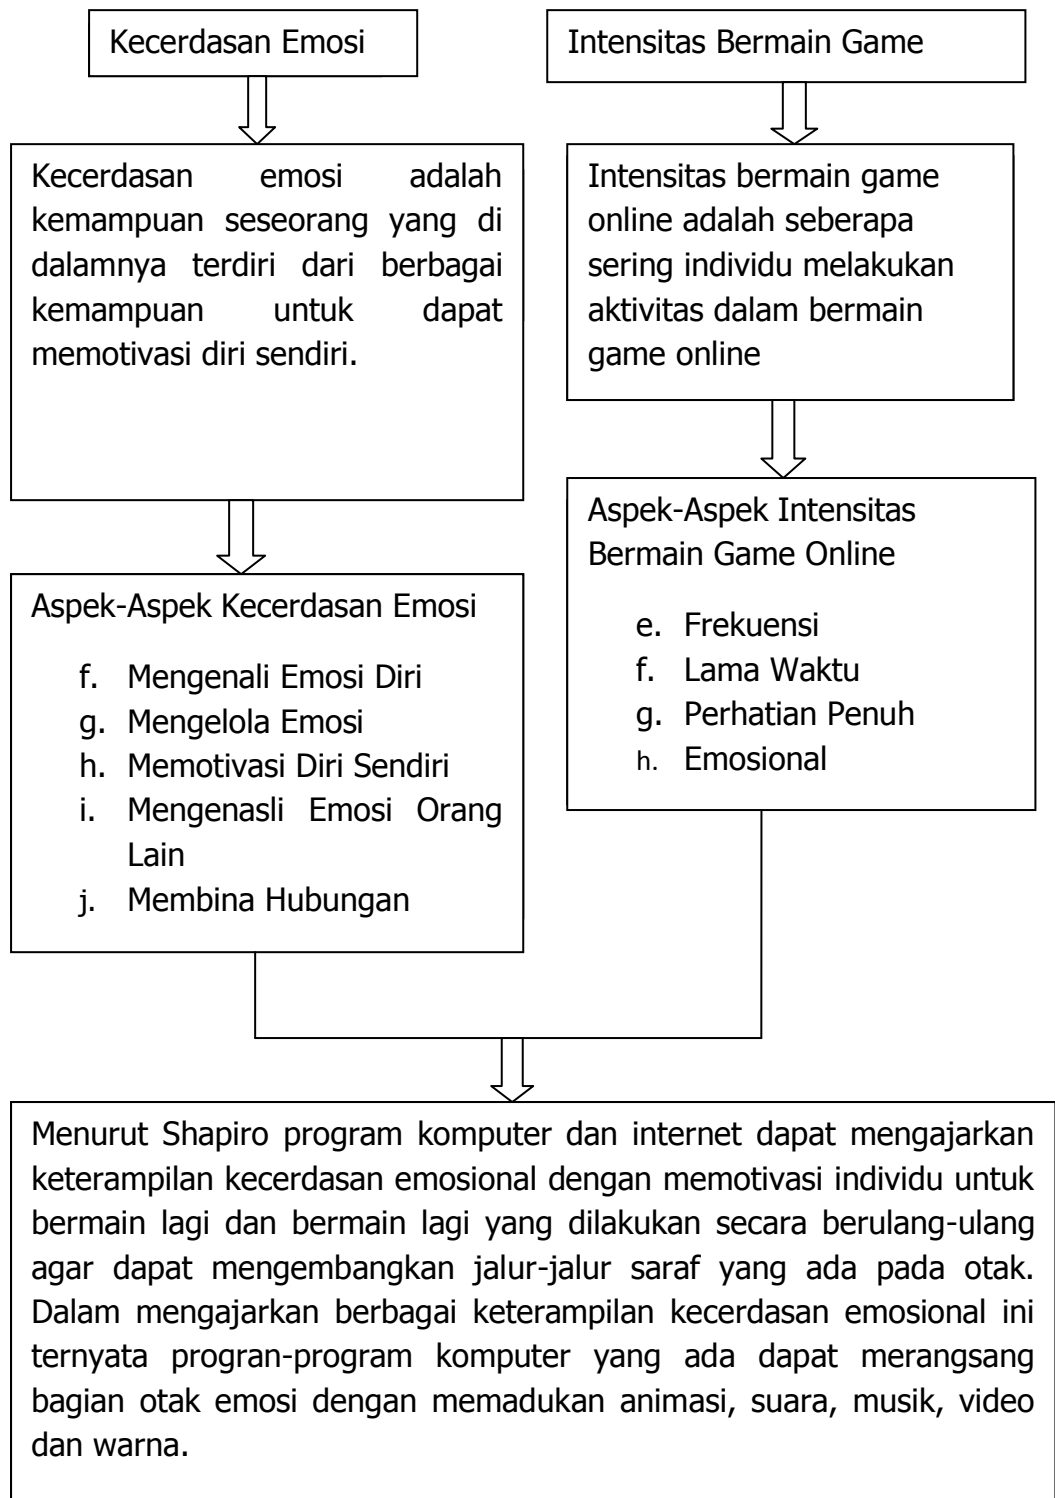 Kecerdasan Emosi
Kecerdasan emosi adalah
kemampuan seseorang yang di
dalamnya terdiri dari berbagai
kemampuan untuk dapat
memotivasi diri sendiri.
Aspek-Aspek Kecerdasan Emosi
f. Mengenali Emosi Diri
g. Mengelola Emosi
h. Memotivasi Diri Sendiri
i. Mengenasli Emosi Orang
Lain
j. Membina Hubungan
Intensitas Bermain Game
Intensitas bermain game
online adalah seberapa
sering individu melakukan
aktivitas dalam bermain
game online
Aspek-Aspek Intensitas
Bermain Game Online
e. Frekuensi
f. Lama Waktu
g. Perhatian Penuh
h. Emosional
Menurut Shapiro program komputer dan internet dapat mengajarkan
keterampilan kecerdasan emosional dengan memotivasi individu untuk
bermain lagi dan bermain lagi yang dilakukan secara berulang-ulang
agar dapat mengembangkan jalur-jalur saraf yang ada pada otak.
Dalam mengajarkan berbagai keterampilan kecerdasan emosional ini
ternyata progran-program komputer yang ada dapat merangsang
bagian otak emosi dengan memadukan animasi, suara, musik, video
dan warna.